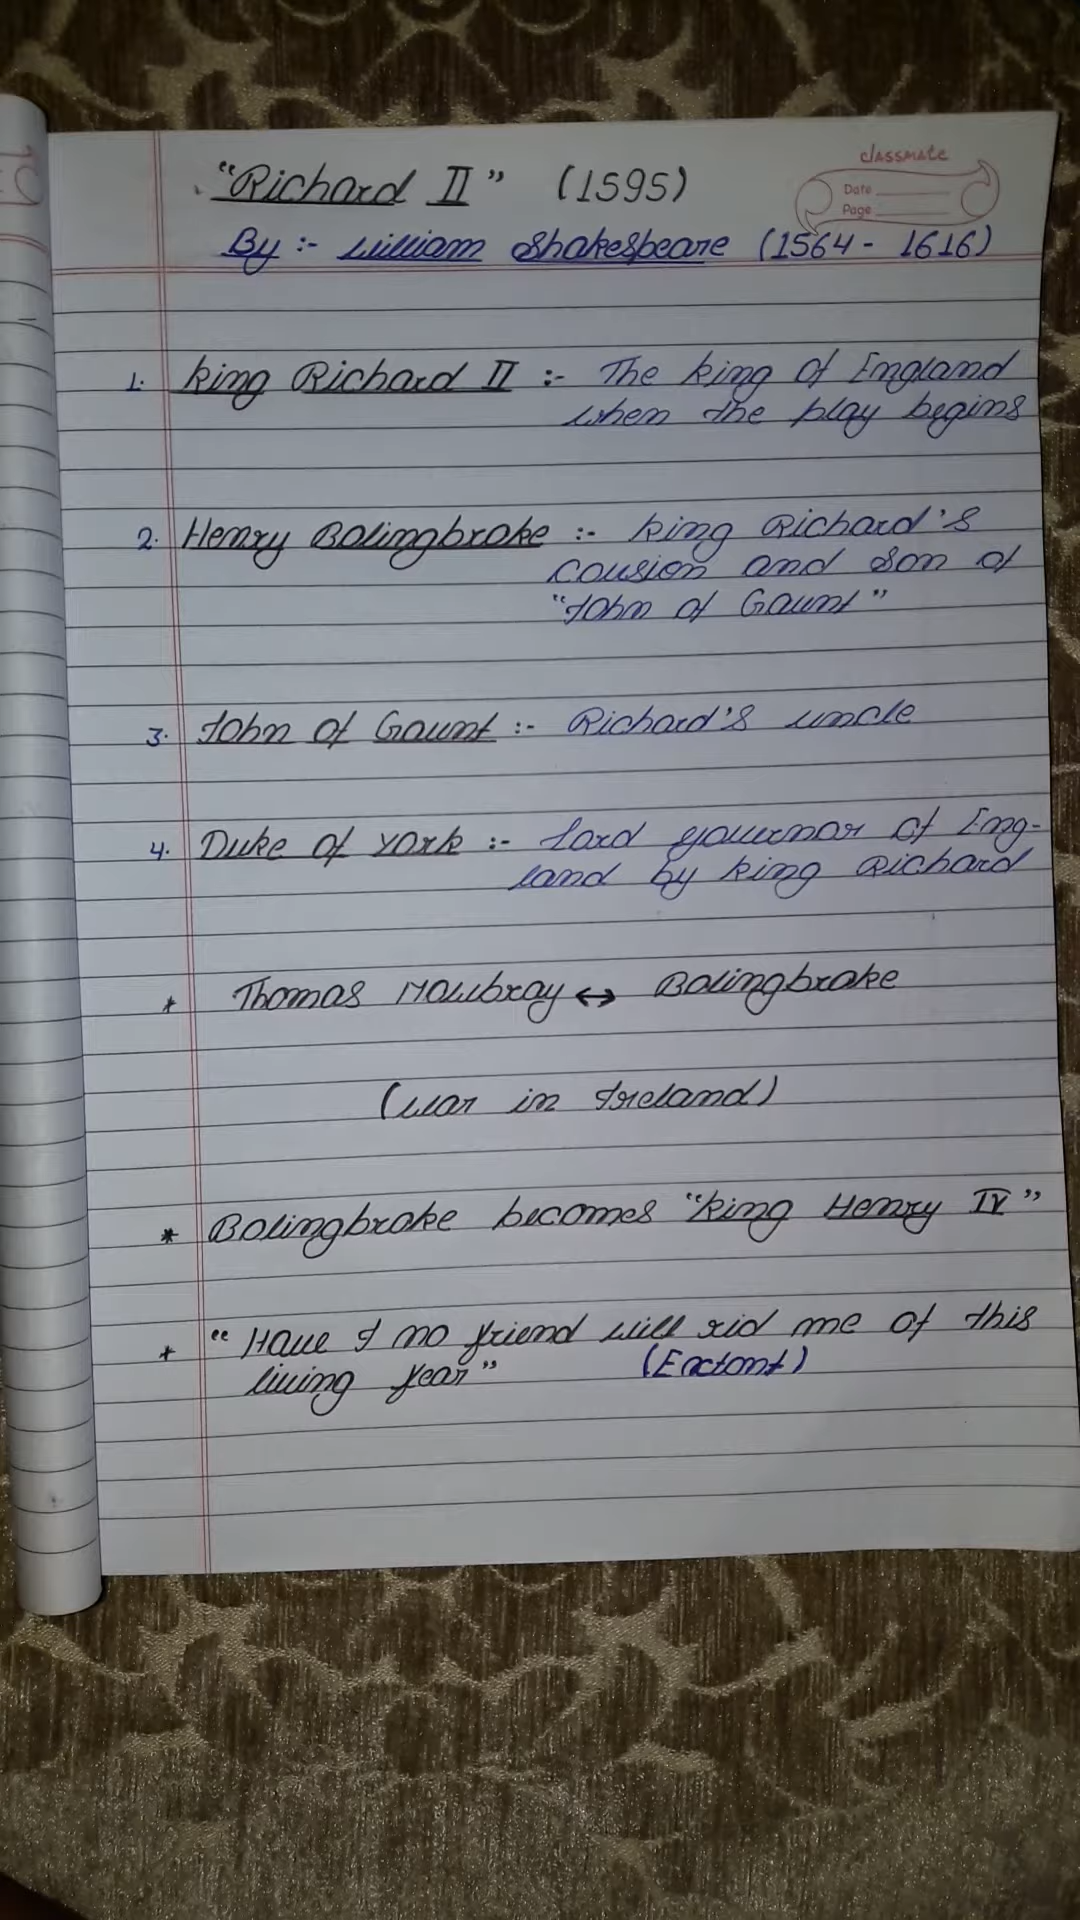 "Richard II" (1595)
classmate
Date
Page
By :- William Shakespeare (1564 - 1616)
1. King Richard II :- The king of England
when the play begins
2. Henry Bolingbroke :- King Richard's
cousion and son of
"John of Gaunt"
3. John of Gaunt :- Richard's uncle
4. Duke of York :- Lord governor of Eng-
land by king Richard
* Thomas Mowbray ↔ Bolingbroke
(war in Ireland)
* Bolingbroke becomes "King Henry IV"
* "Have I no friend will rid me of this
living fear" (Exton)